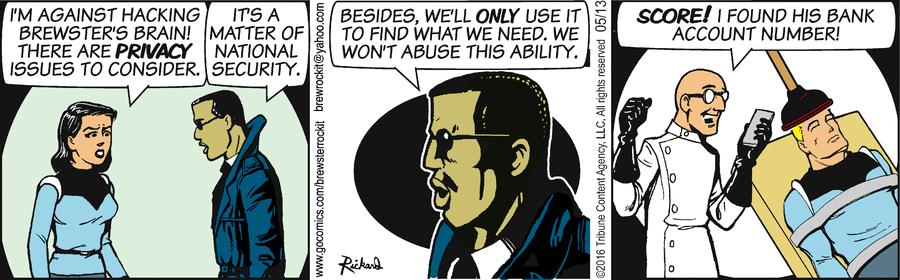 I'M AGAINST HACKING
BREWSTER'S BRAIN!
THERE ARE PRIVACY
ISSUES TO CONSIDER.
IT'S A
MATTER OF
NATIONAL
SECURITY.
www.gocomics.com/brewsterrockit brewrockit@yahoo.com
BESIDES, WE'LL ONLY USE IT
TO FIND WHAT WE NEED. WE
WON'T ABUSE THIS ABILITY.
Rickard
©2016 Tribune Content Agency, LLC. All rights reserved 05/13
SCORE! I FOUND HIS BANK
ACCOUNT NUMBER!